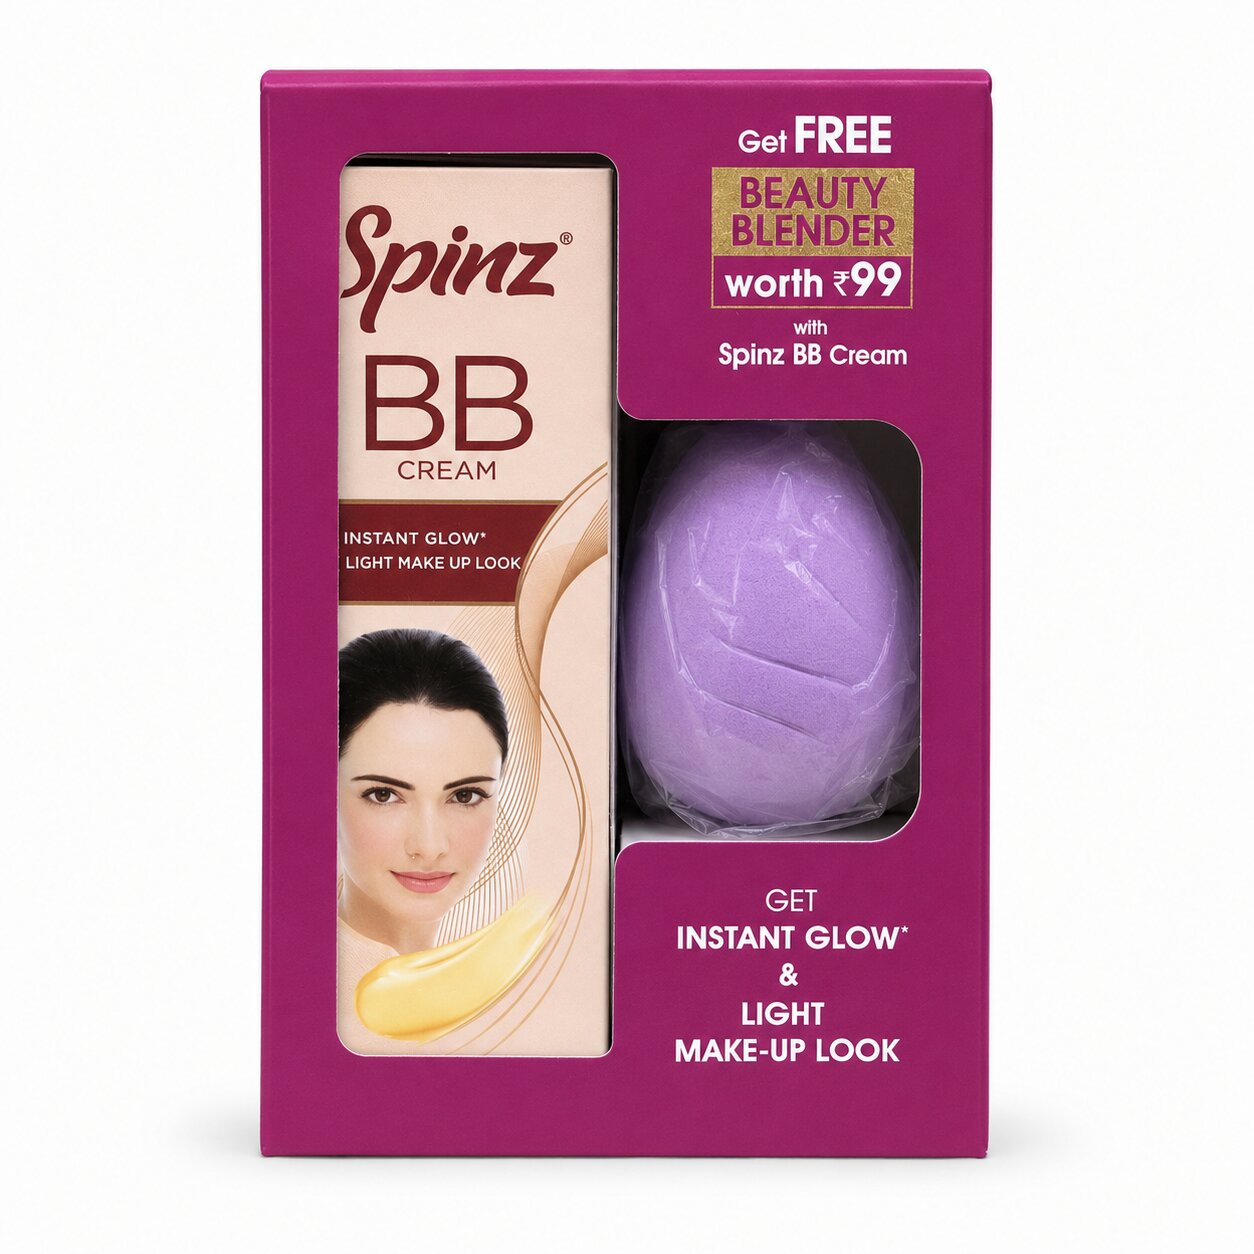 Spinz®
BB
CREAM
INSTANT GLOW*
LIGHT MAKE UP LOOK
Get FREE
BEAUTY
BLENDER
worth ₹99
with
Spinz BB Cream
GET
INSTANT GLOW*
&
LIGHT
MAKE-UP LOOK